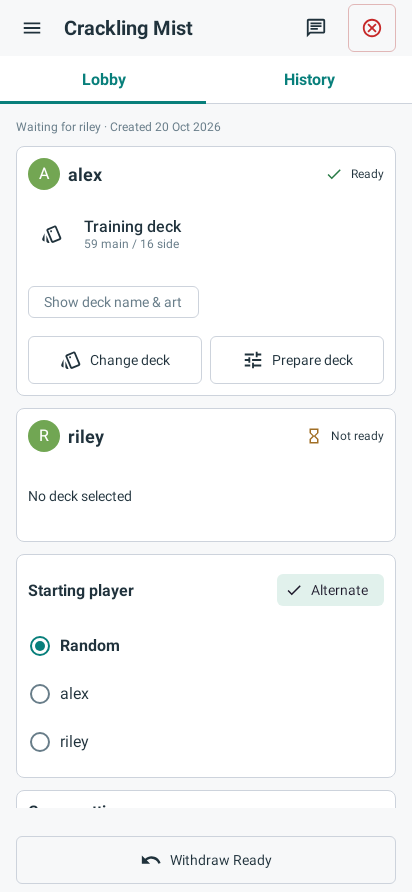 Crackling Mist
Lobby
History
Waiting for riley · Created 20 Oct 2026
A
alex
Ready
Training deck
59 main / 16 side
Show deck name & art
Change deck
Prepare deck
R
riley
Not ready
No deck selected
Starting player
Alternate
Random
alex
riley
Withdraw Ready